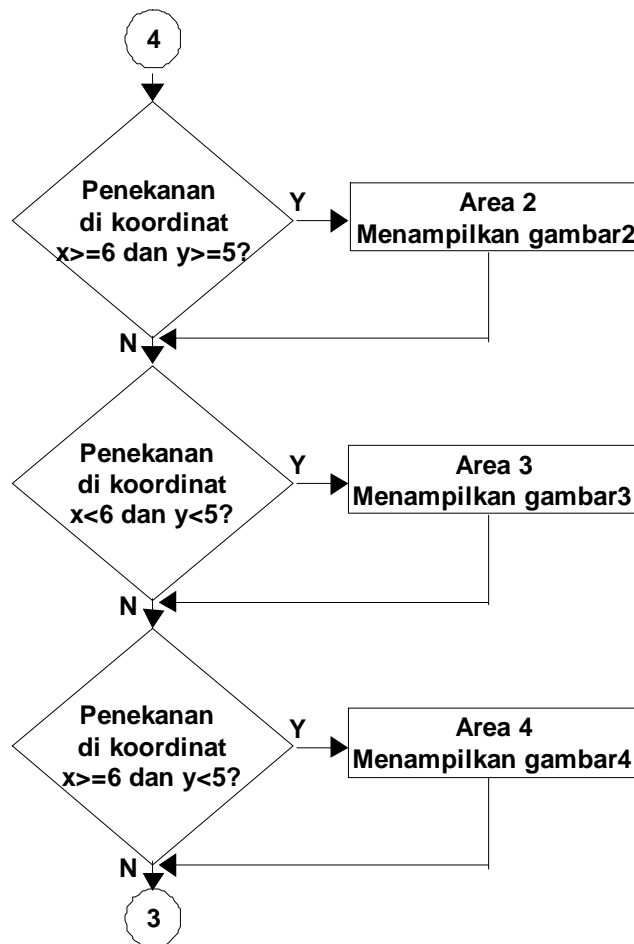 4
Penekanan
di koordinat
x>=6 dan y>=5?
Y
Area 2
Menampilkan gambar2
N
Penekanan
di koordinat
x<6 dan y<5?
Y
Area 3
Menampilkan gambar3
N
Penekanan
di koordinat
x>=6 dan y<5?
Y
Area 4
Menampilkan gambar4
N
3